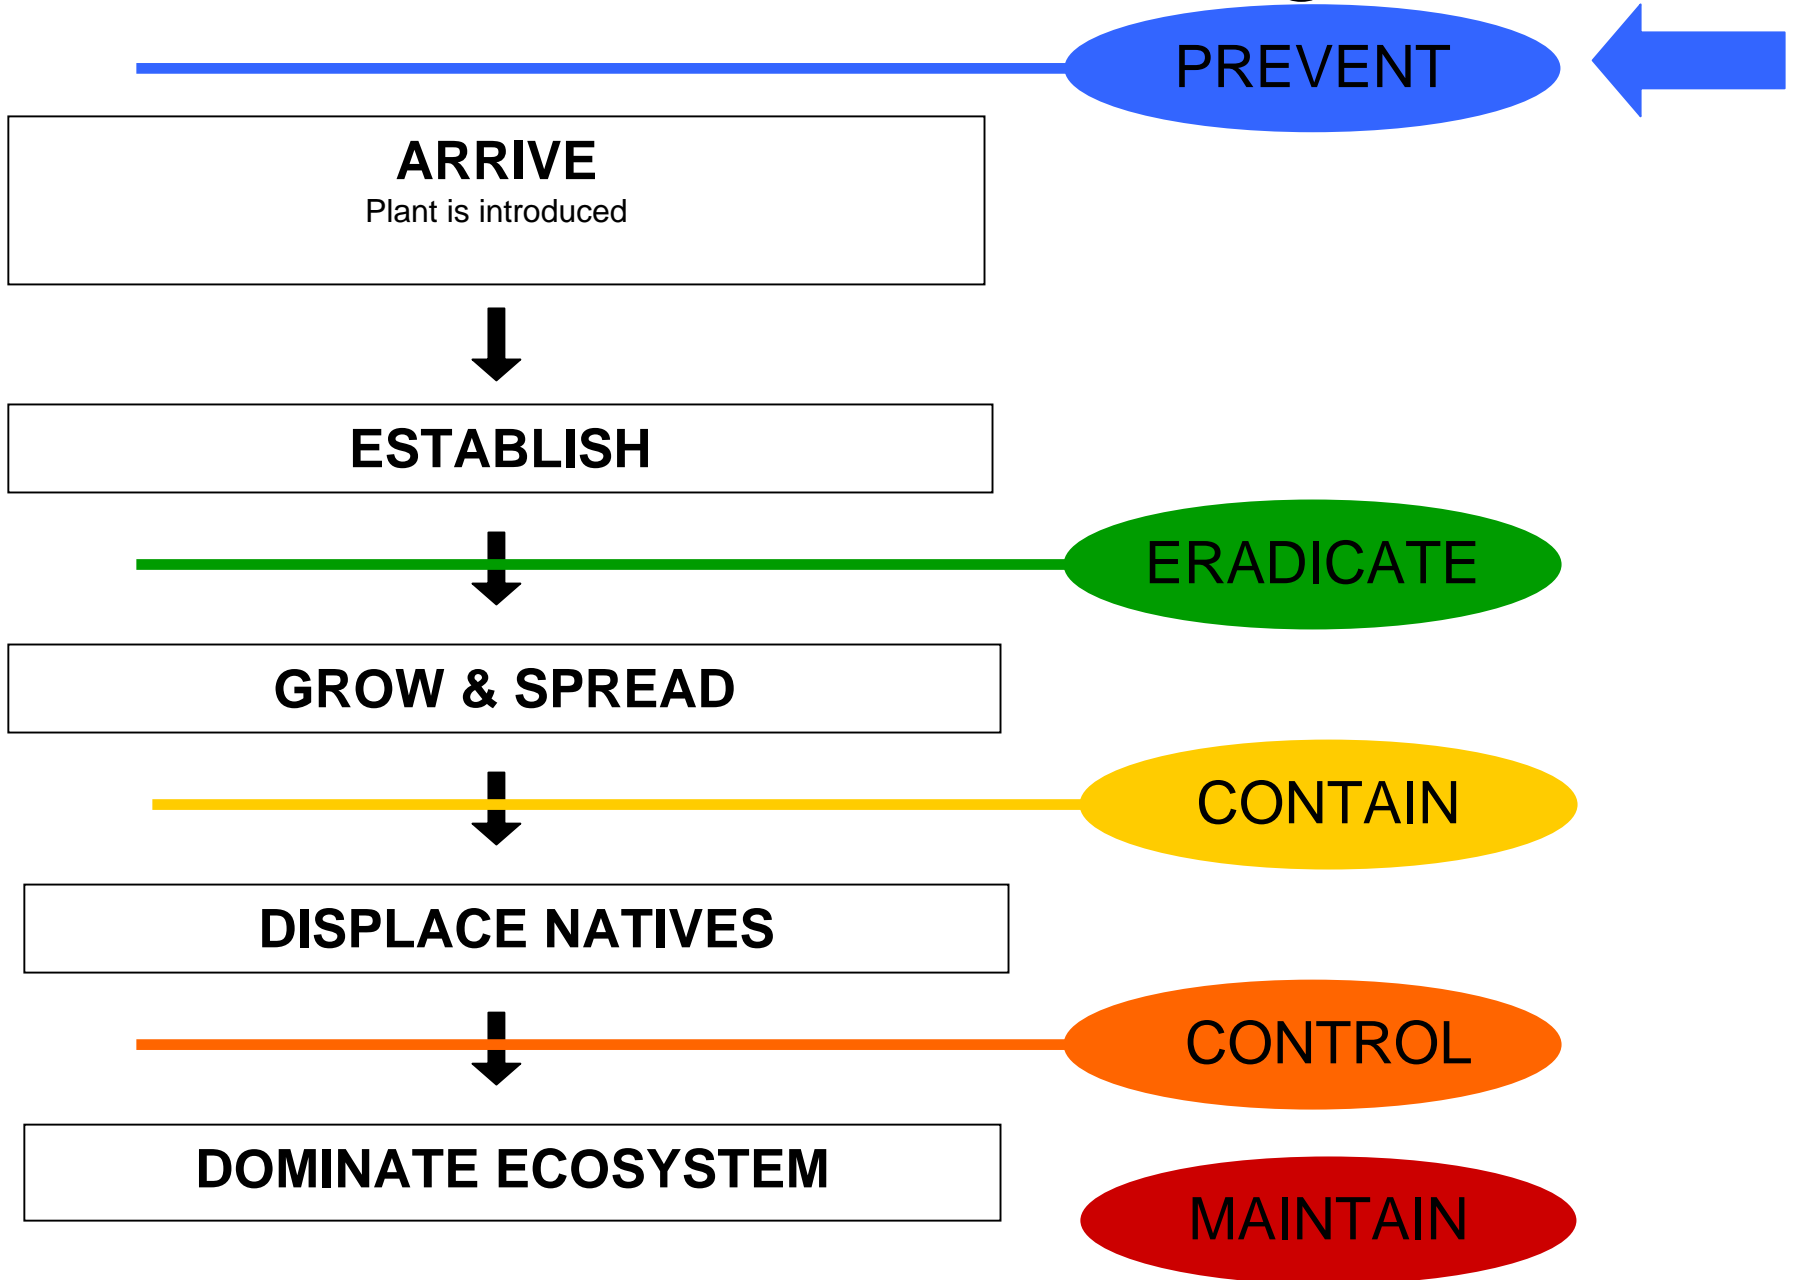 PREVENT
ARRIVE
Plant is introduced
ESTABLISH
ERADICATE
GROW & SPREAD
CONTAIN
DISPLACE NATIVES
CONTROL
DOMINATE ECOSYSTEM
MAINTAIN